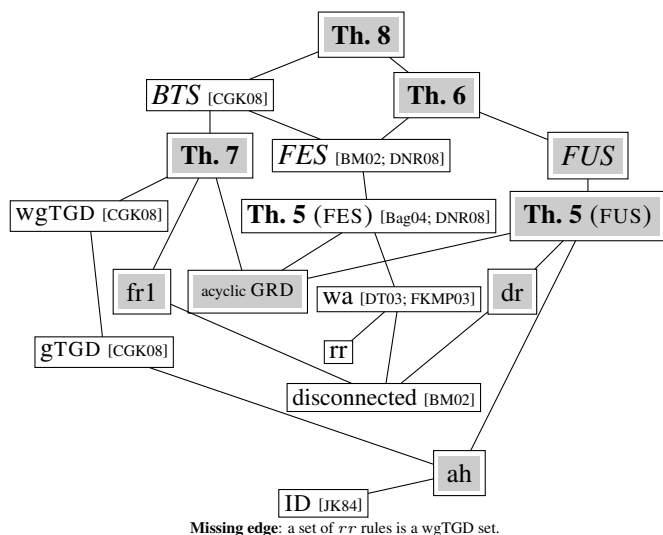 Th. 8
BTS [CGK08]
Th. 6
Th. 7
FES [BM02; DNR08]
FUS
wgTGD [CGK08]
Th. 5 (FES) [Bag04; DNR08]
Th. 5 (FUS)
fr1
acyclic GRD
wa [DT03; FKMP03]
dr
gTGD [CGK08]
rr
disconnected [BM02]
ah
ID [JK84]
Missing edge: a set of rr rules is a wgTGD set.